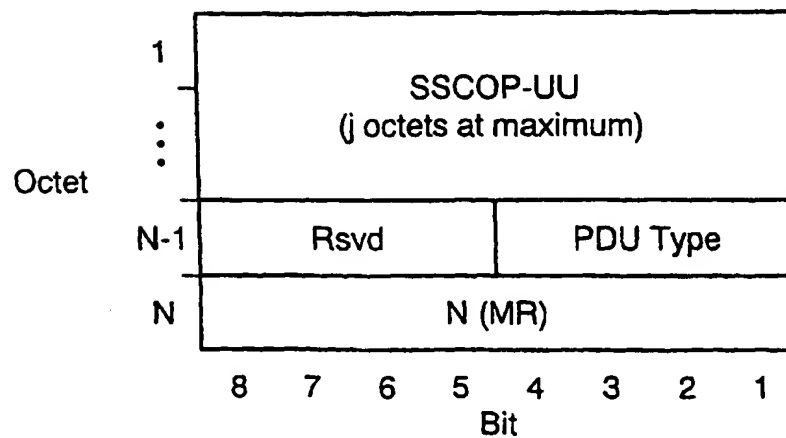 1
SSCOP-UU
(j octets at maximum)
Octet
N-1 Rsvd PDU Type
N N (MR)
8 7 6 5 4 3 2 1
Bit